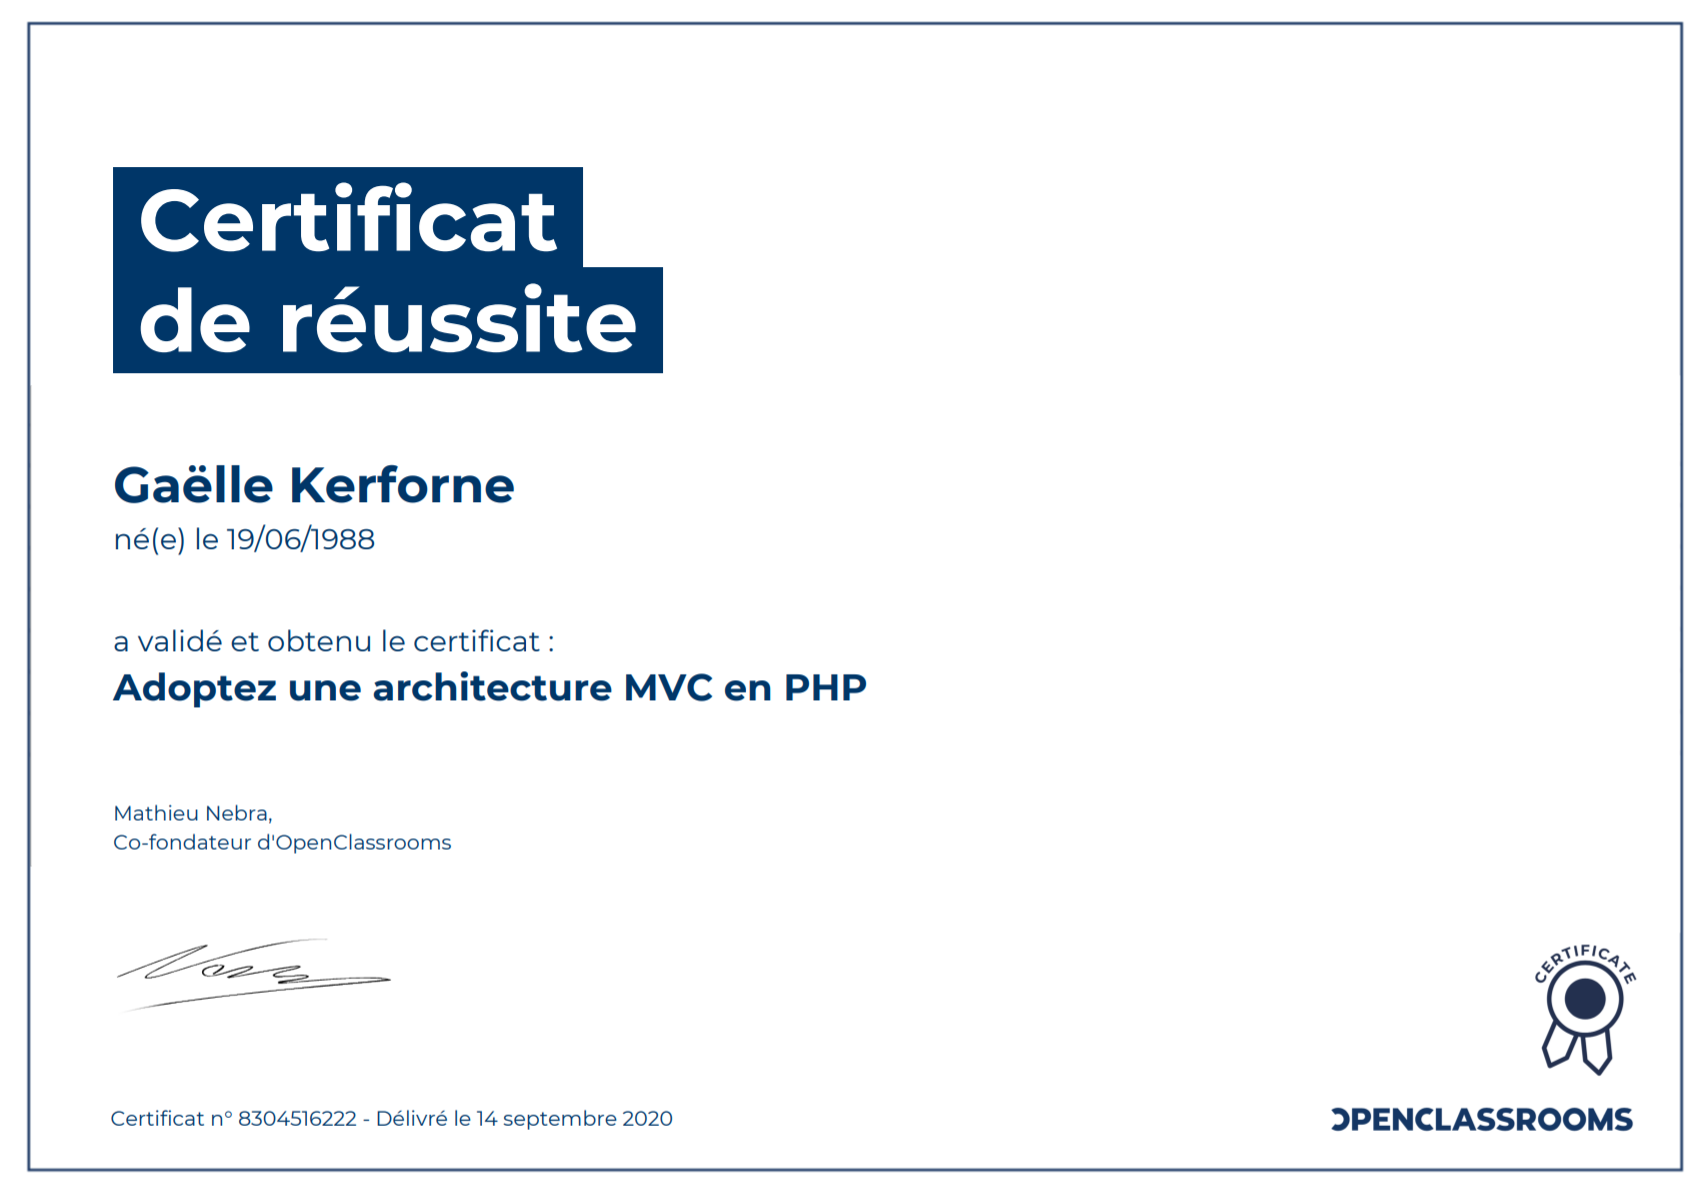 Certificat
de réussite
Gaëlle Kerforne
né(e) le 19/06/1988
a validé et obtenu le certificat :
Adoptez une architecture MVC en PHP
Mathieu Nebra,
Co-fondateur d'OpenClassrooms
CERTIFICATE
Certificat n° 8304516222 - Délivré le 14 septembre 2020
OPENCLASSROOMS